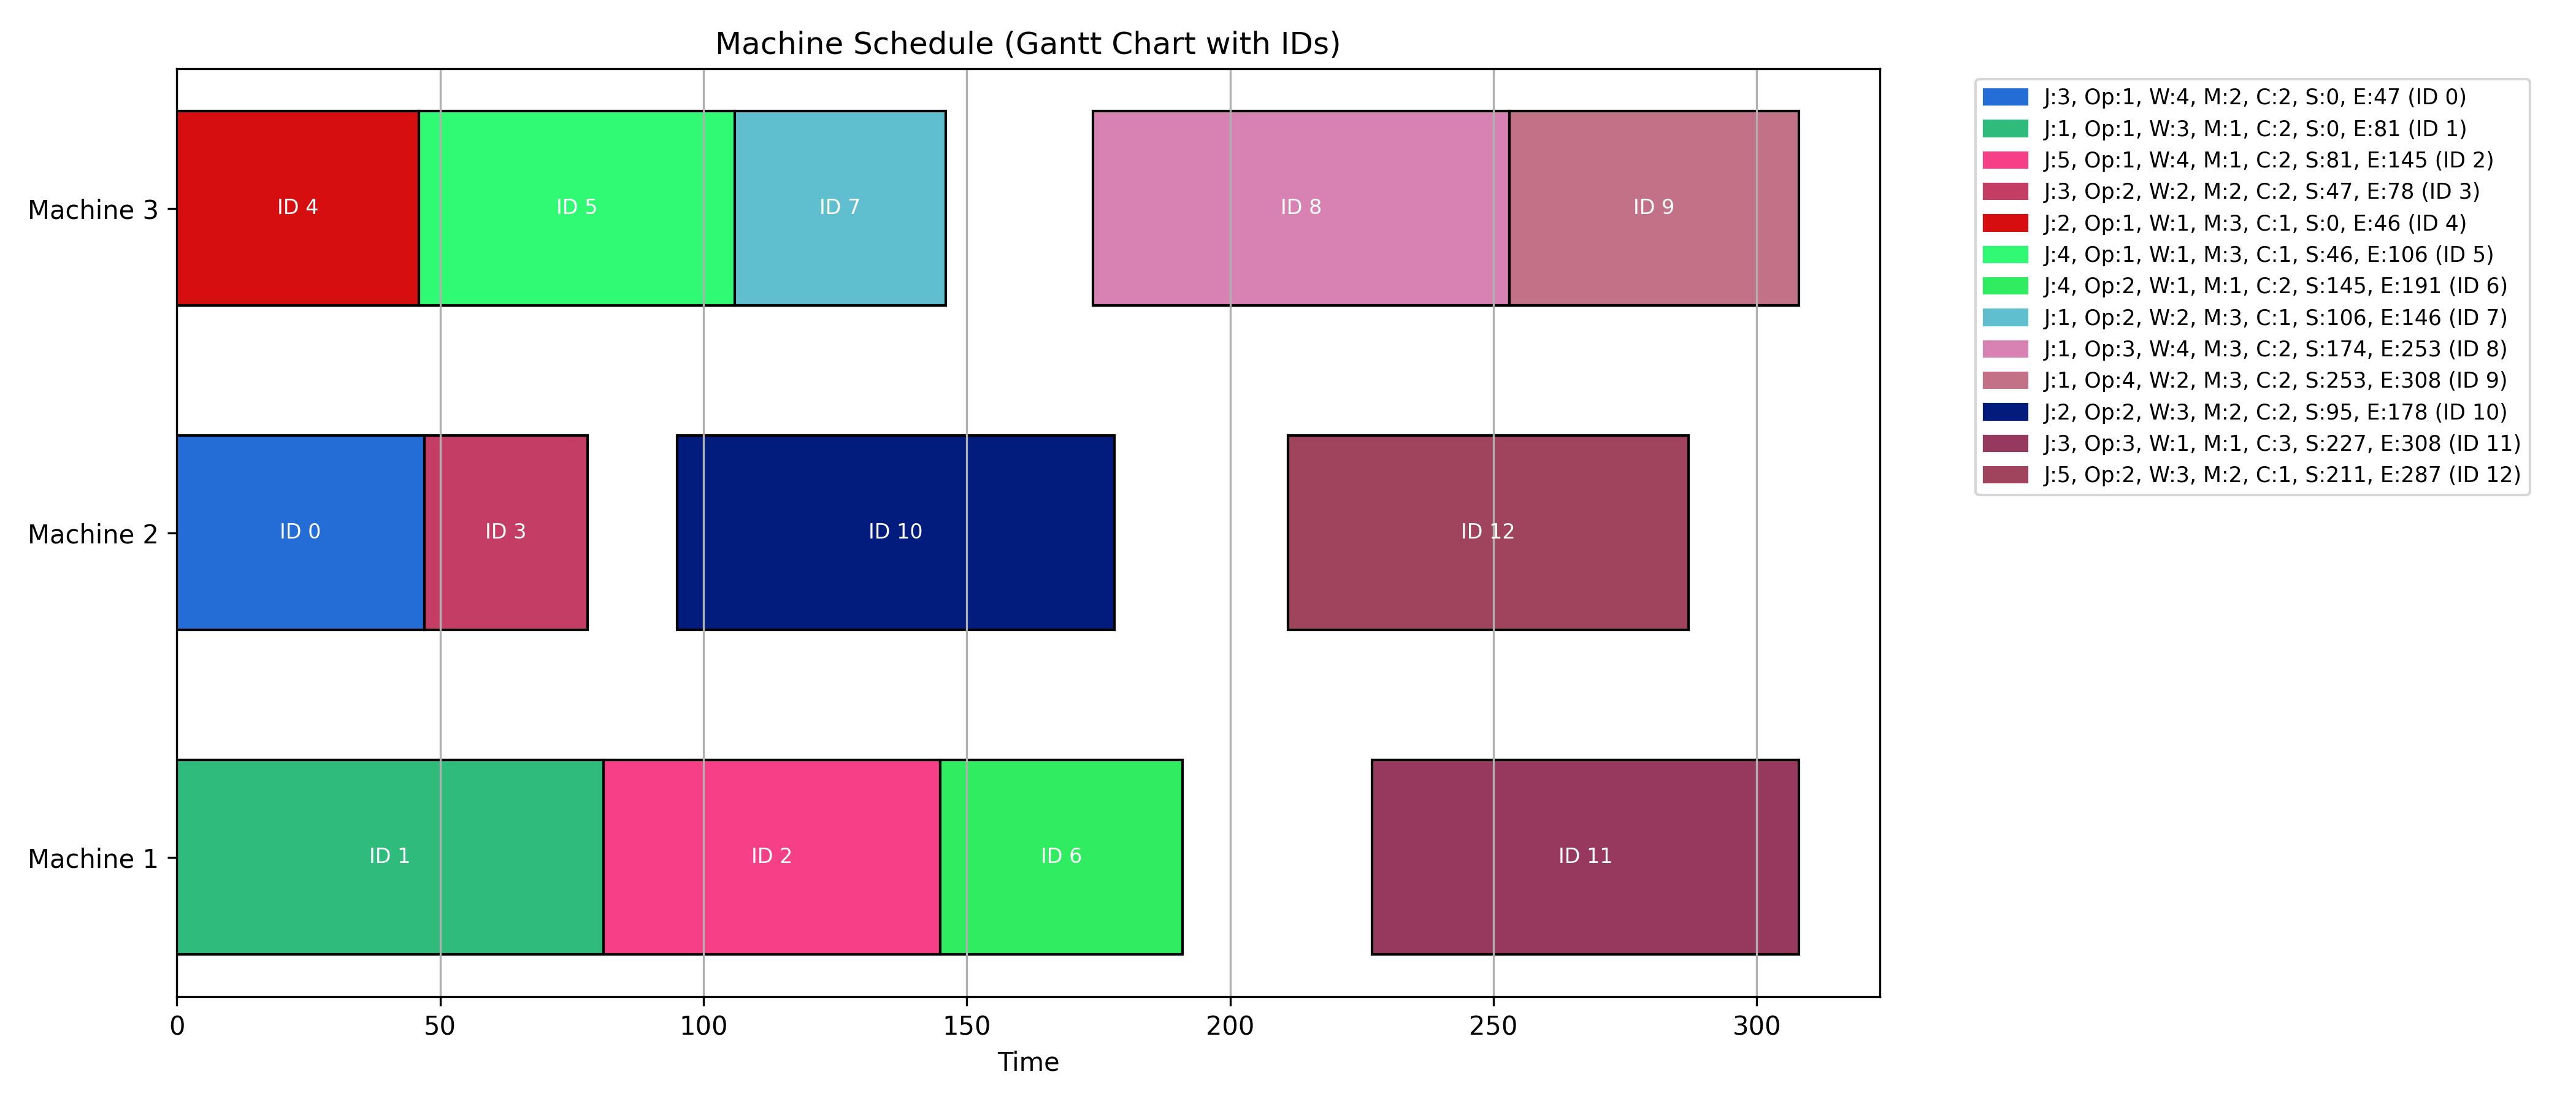 Machine Schedule (Gantt Chart with IDs)
Machine 3
ID 4
ID 5
ID 7
ID 8
ID 9
Machine 2
ID 0
ID 3
ID 10
ID 12
Machine 1
ID 1
ID 2
ID 6
ID 11
0
50
100
150
200
250
300
Time
J:3, Op:1, W:4, M:2, C:2, S:0, E:47 (ID 0)
J:1, Op:1, W:3, M:1, C:2, S:0, E:81 (ID 1)
J:5, Op:1, W:4, M:1, C:2, S:81, E:145 (ID 2)
J:3, Op:2, W:2, M:2, C:2, S:47, E:78 (ID 3)
J:2, Op:1, W:1, M:3, C:1, S:0, E:46 (ID 4)
J:4, Op:1, W:1, M:3, C:1, S:46, E:106 (ID 5)
J:4, Op:2, W:1, M:1, C:2, S:145, E:191 (ID 6)
J:1, Op:2, W:2, M:3, C:1, S:106, E:146 (ID 7)
J:1, Op:3, W:4, M:3, C:2, S:174, E:253 (ID 8)
J:1, Op:4, W:2, M:3, C:2, S:253, E:308 (ID 9)
J:2, Op:2, W:3, M:2, C:2, S:95, E:178 (ID 10)
J:3, Op:3, W:1, M:1, C:3, S:227, E:308 (ID 11)
J:5, Op:2, W:3, M:2, C:1, S:211, E:287 (ID 12)